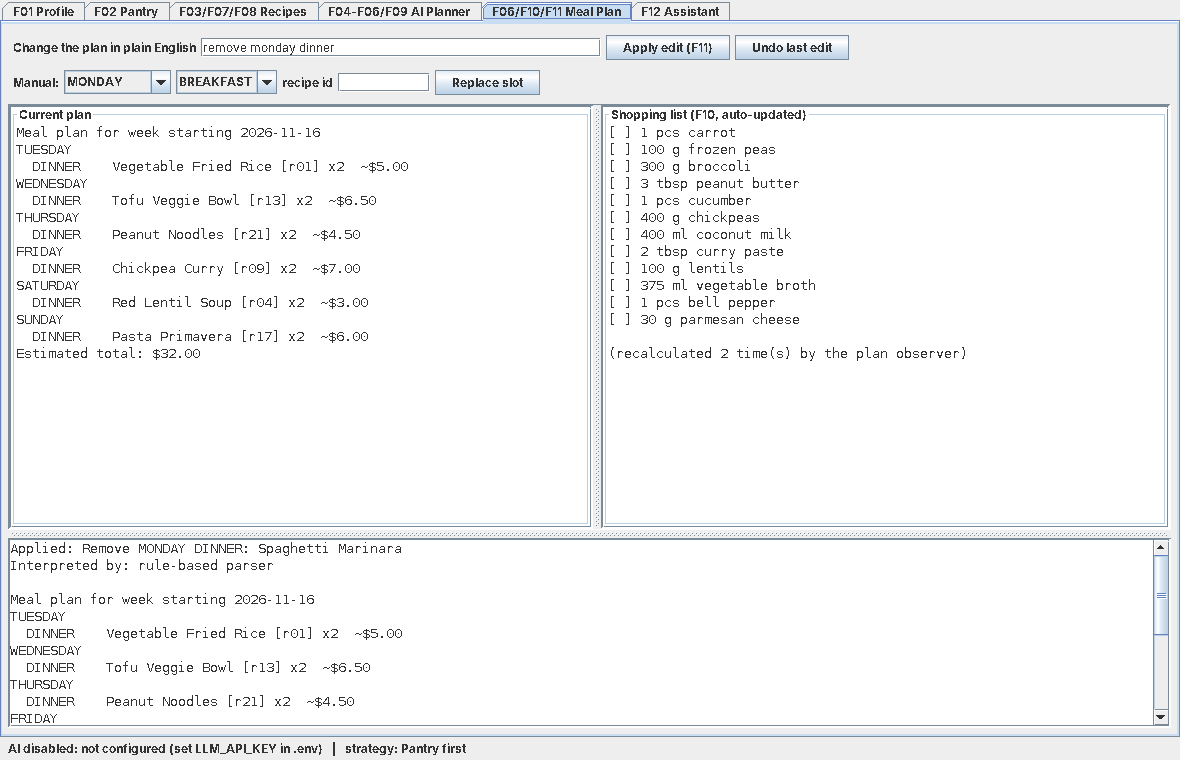 F01 Profile F02 Pantry F03/F07/F08 Recipes F04-F06/F09 AI Planner F06/F10/F11 Meal Plan F12 Assistant
Change the plan in plain English remove monday dinner Apply edit (F11) Undo last edit
Manual: MONDAY BREAKFAST recipe id Replace slot
Current plan
Meal plan for week starting 2026-11-16
TUESDAY
DINNER Vegetable Fried Rice [r01] x2 ~$5.00
WEDNESDAY
DINNER Tofu Veggie Bowl [r13] x2 ~$6.50
THURSDAY
DINNER Peanut Noodles [r21] x2 ~$4.50
FRIDAY
DINNER Chickpea Curry [r09] x2 ~$7.00
SATURDAY
DINNER Red Lentil Soup [r04] x2 ~$3.00
SUNDAY
DINNER Pasta Primavera [r17] x2 ~$6.00
Estimated total: $32.00
Shopping list (F10, auto-updated)
[ ] 1 pcs carrot
[ ] 100 g frozen peas
[ ] 300 g broccoli
[ ] 3 tbsp peanut butter
[ ] 1 pcs cucumber
[ ] 400 g chickpeas
[ ] 400 ml coconut milk
[ ] 2 tbsp curry paste
[ ] 100 g lentils
[ ] 375 ml vegetable broth
[ ] 1 pcs bell pepper
[ ] 30 g parmesan cheese
(recalculated 2 time(s) by the plan observer)
Applied: Remove MONDAY DINNER: Spaghetti Marinara
Interpreted by: rule-based parser
Meal plan for week starting 2026-11-16
TUESDAY
DINNER Vegetable Fried Rice [r01] x2 ~$5.00
WEDNESDAY
DINNER Tofu Veggie Bowl [r13] x2 ~$6.50
THURSDAY
DINNER Peanut Noodles [r21] x2 ~$4.50
FRIDAY
AI disabled: not configured (set LLM_API_KEY in .env) | strategy: Pantry first